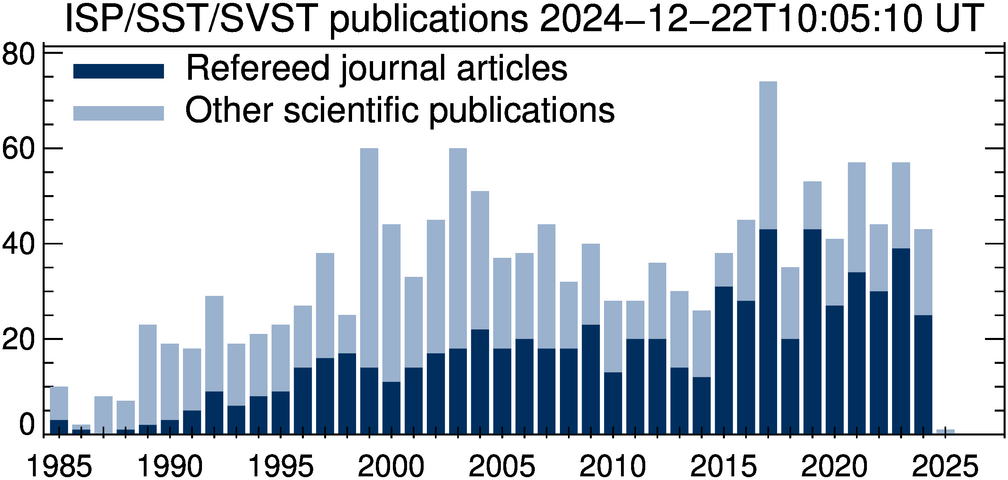 ISP/SST/SVST publications 2024−12−22T10:05:10 UT
80
Refereed journal articles
Other scientific publications
60
40
20
0
1985 1990 1995 2000 2005 2010 2015 2020 2025